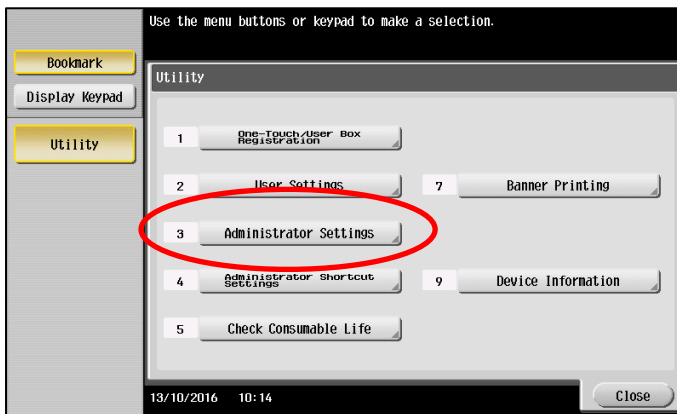 Use the menu buttons or keypad to make a selection.
Bookmark
Display Keypad
Utility
Utility
1 One-Touch/User Box
Registration
2 User Settings
7 Banner Printing
3 Administrator Settings
4 Administrator Shortcut
Settings
9 Device Information
5 Check Consumable Life
13/10/2016 10:14
Close